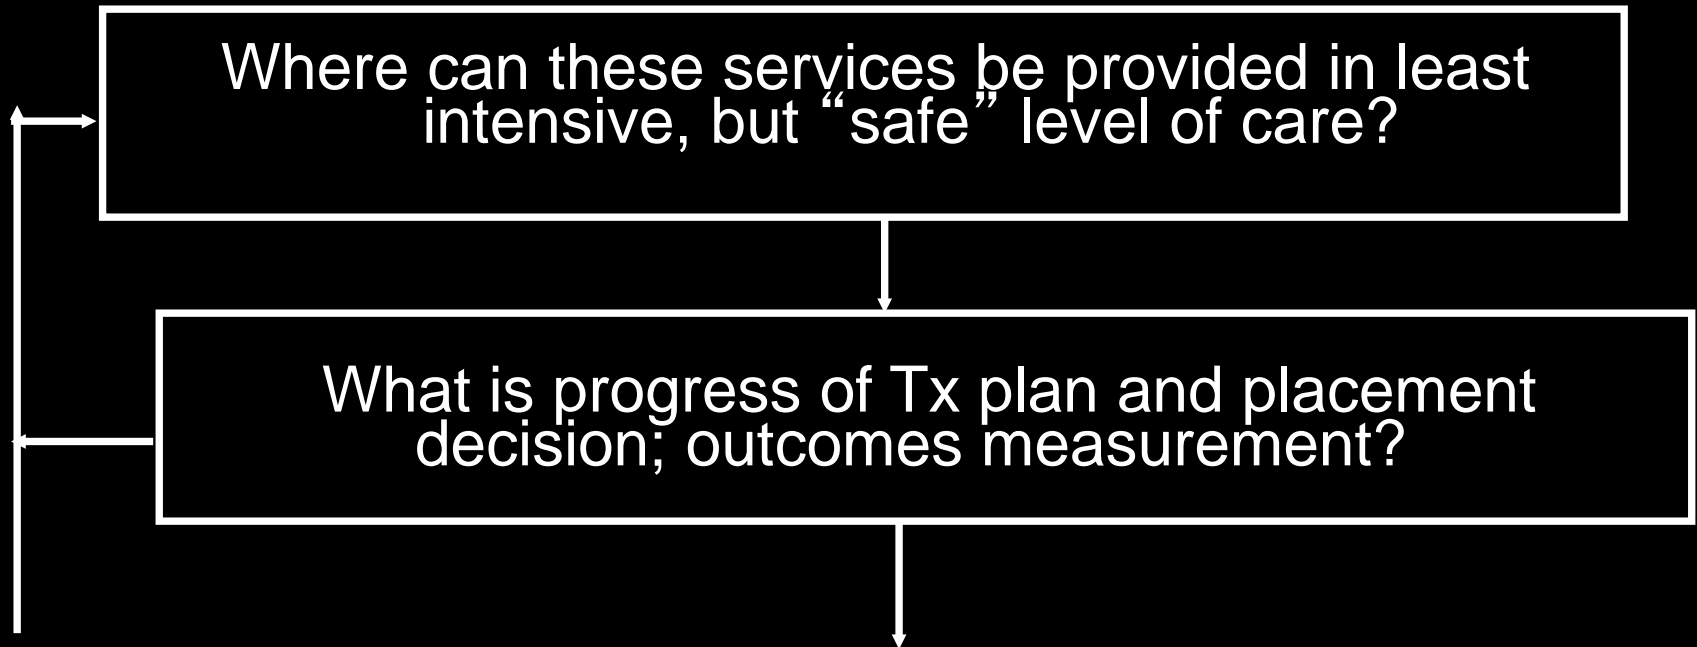 Where can these services be provided in least
intensive, but “safe” level of care?
What is progress of Tx plan and placement
decision; outcomes measurement?